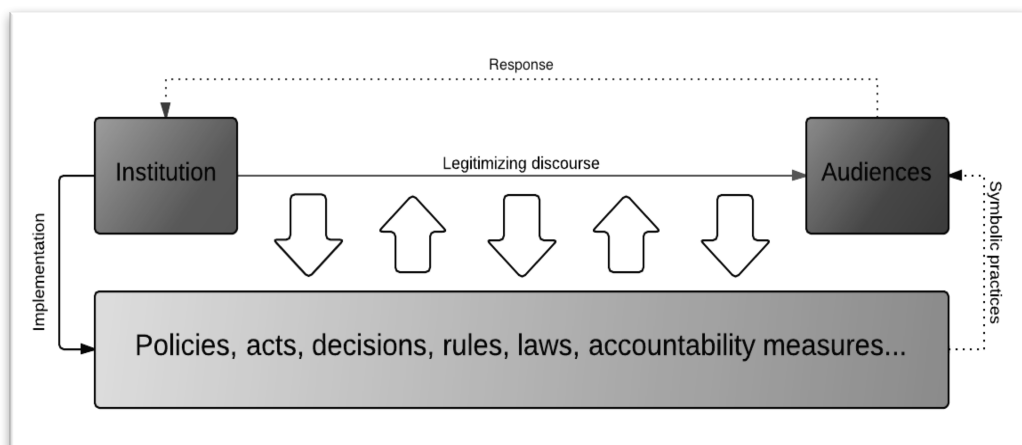 Response
Institution
Legitimizing discourse
Audiences
Implementation
Symbolic practices
Policies, acts, decisions, rules, laws, accountability measures...